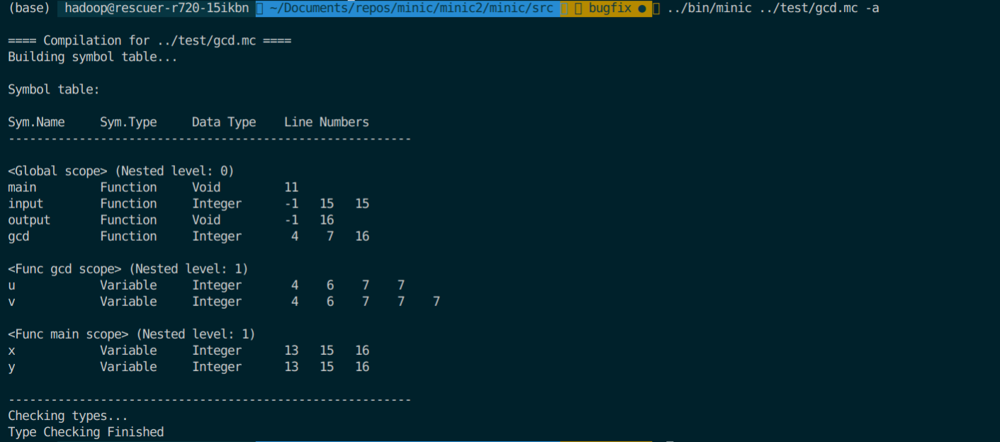 (base) hadoop@rescuer-r720-15ikbn ~/Documents/repos/minic/minic2/minic/src bugfix ● ../bin/minic ../test/gcd.mc -a
==== Compilation for ../test/gcd.mc ====
Building symbol table...
Symbol table:
Sym.Name Sym.Type Data Type Line Numbers
---------------------------------------------------------
<Global scope> (Nested level: 0)
main Function Void 11
input Function Integer -1 15 15
output Function Void -1 16
gcd Function Integer 4 7 16
<Func gcd scope> (Nested level: 1)
u Variable Integer 4 6 7 7
v Variable Integer 4 6 7 7 7
<Func main scope> (Nested level: 1)
x Variable Integer 13 15 16
y Variable Integer 13 15 16
---------------------------------------------------------
Checking types...
Type Checking Finished